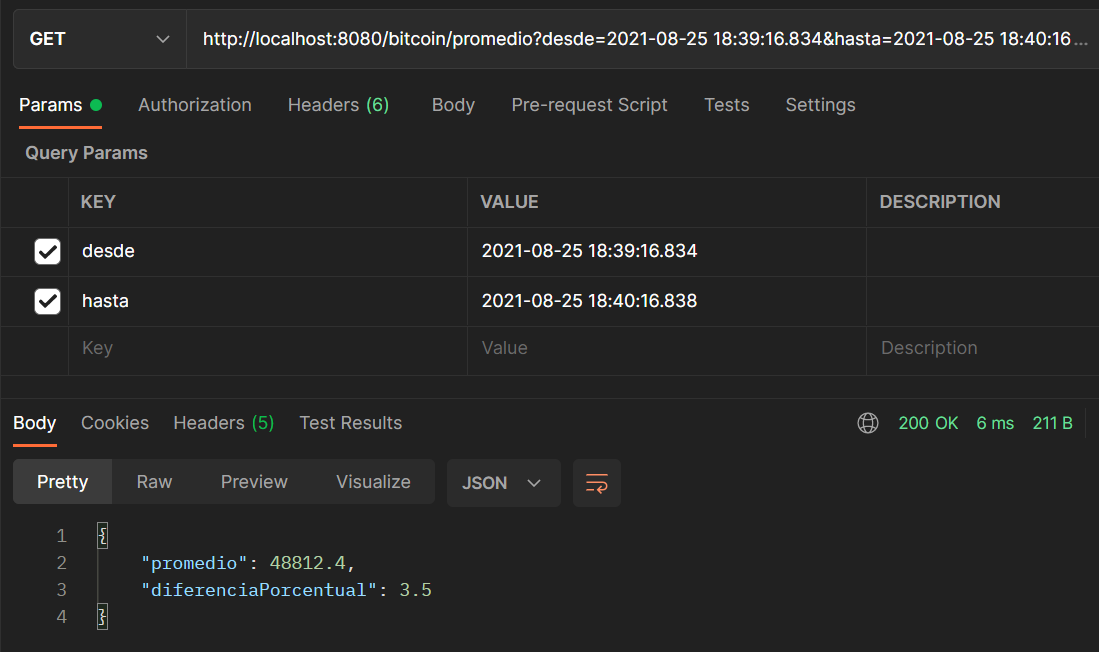 GET http://localhost:8080/bitcoin/promedio?desde=2021-08-25 18:39:16.834&hasta=2021-08-25 18:40:16 ...
Params Authorization Headers (6) Body Pre-request Script Tests Settings
Query Params
KEY VALUE DESCRIPTION
desde 2021-08-25 18:39:16.834
hasta 2021-08-25 18:40:16.838
Key Value Description
Body Cookies Headers (5) Test Results 200 OK 6 ms 211 B
Pretty Raw Preview Visualize JSON
1 {
2 "promedio": 48812.4,
3 "diferenciaPorcentual": 3.5
4 }